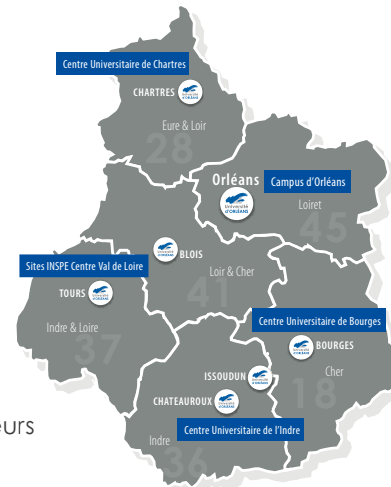 Centre Universitaire de Chartres
CHARTRES
Eure & Loir
28
Orléans
Campus d'Orléans
Université
d'ORLÉANS
Loiret
45
BLOIS
Sites INSPE Centre Val de Loire
Loir & Cher
41
TOURS
Centre Universitaire de Bourges
Indre & Loire
37
BOURGES
ISSOUDUN
Cher
18
CHATEAUROUX
eurs
Centre Universitaire de l'Indre
Indre
36